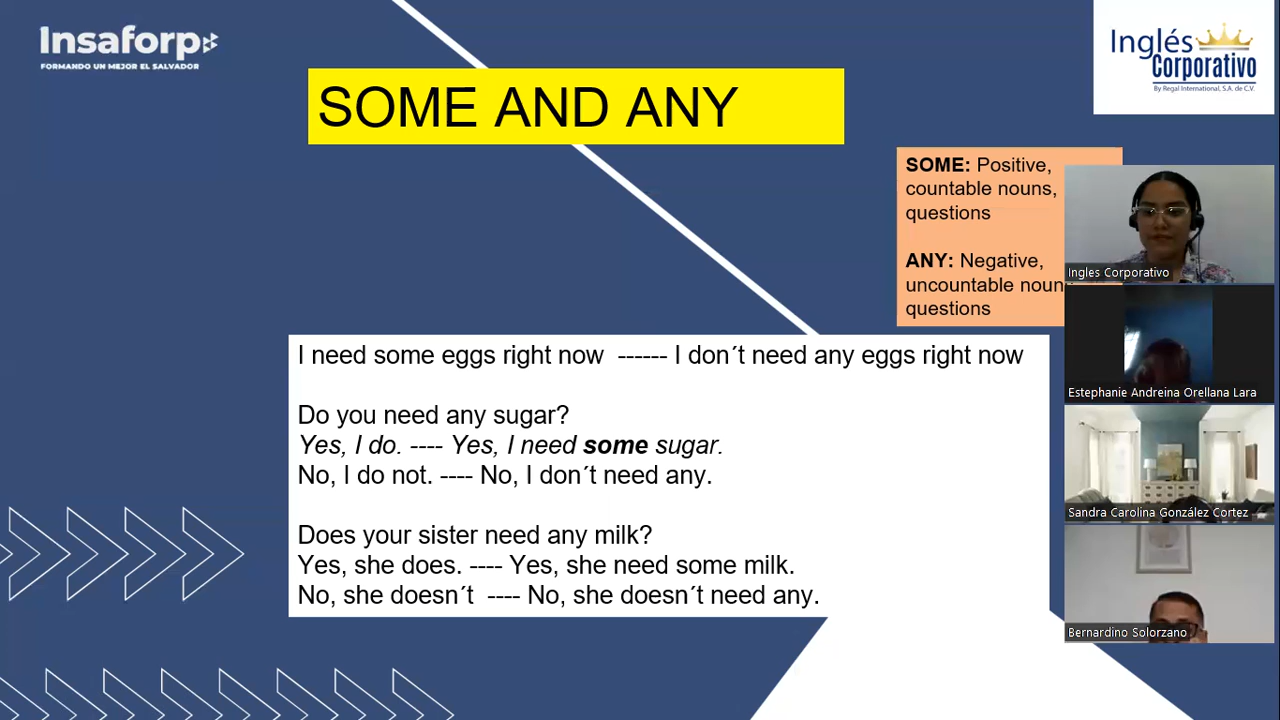 Insaforp
FORMANDO UN MEJOR EL SALVADOR
Inglés
Corporativo
By Regal International, S.A. de C.V.
SOME AND ANY
SOME: Positive,
countable nouns,
questions
ANY: Negative,
uncountable noun
questions
I need some eggs right now ------ I don´t need any eggs right now
Do you need any sugar?
Yes, I do. ---- Yes, I need some sugar.
No, I do not. ---- No, I don´t need any.
Does your sister need any milk?
Yes, she does. ---- Yes, she need some milk.
No, she doesn´t ---- No, she doesn´t need any.
Ingles Corporativo
Estephanie Andreina Orellana Lara
Sandra Carolina González Cortez
Bernardino Solorzano